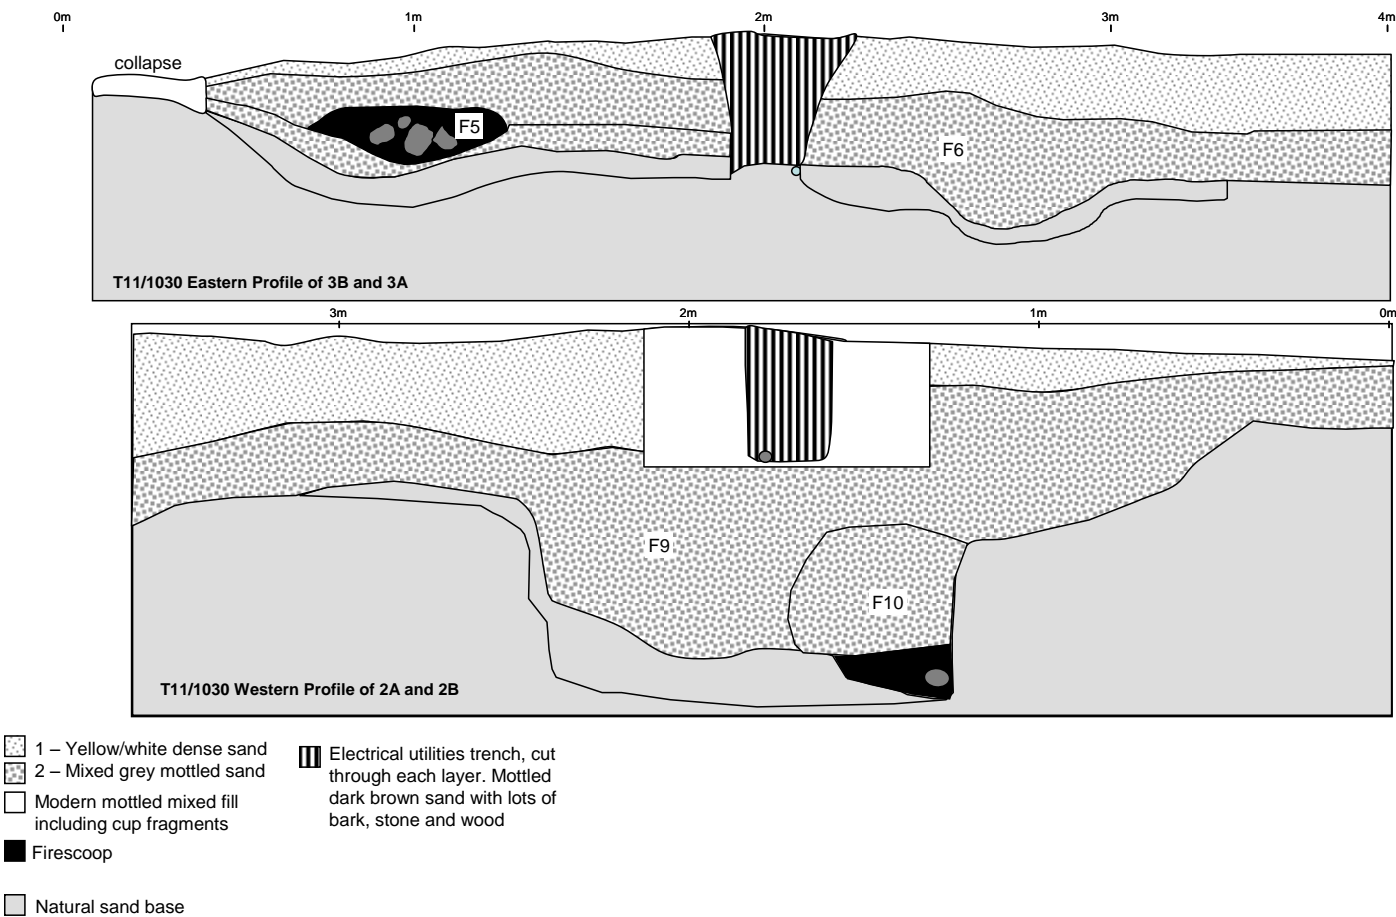 0m 1m 2m 3m 4m
collapse
F5
F6
T11/1030 Eastern Profile of 3B and 3A
3m 2m 1m 0m
F9
F10
T11/1030 Western Profile of 2A and 2B
1 – Yellow/white dense sand
2 – Mixed grey mottled sand
Modern mottled mixed fill
including cup fragments
Firescoop
Natural sand base
Electrical utilities trench, cut
through each layer. Mottled
dark brown sand with lots of
bark, stone and wood